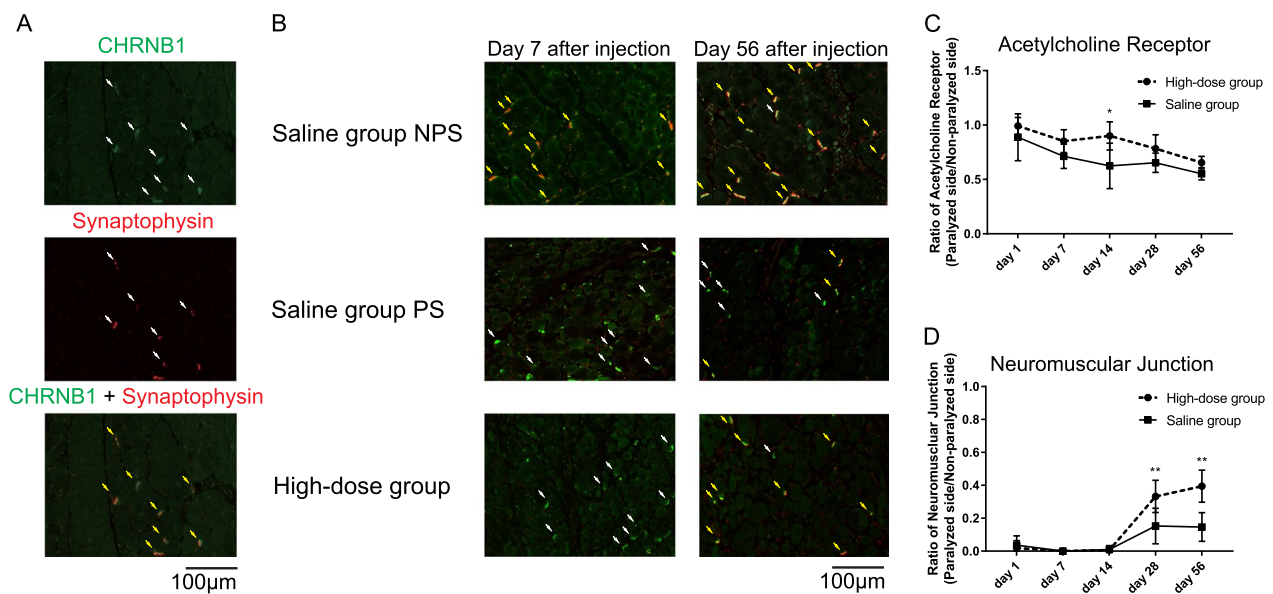 A
CHRNB1
Synaptophysin
CHRNB1 + Synaptophysin
100μm
B
Day 7 after injection
Day 56 after injection
Saline group NPS
Saline group PS
High-dose group
100μm
C
Acetylcholine Receptor
Ratio of Acetylcholine Receptor
(Paralyzed side/Non-paralyzed side)
1.5
1.0
0.5
0.0
High-dose group
Saline group
*
day 1
day 7
day 14
day 28
day 56
D
Neuromuscular Junction
Ratio of Neuromuscluar Junction
(Paralyzed side/Non-paralyzed side)
1.0
0.8
0.6
0.4
0.2
0.0
High-dose group
Saline group
**
**
day 1
day 7
day 14
day 28
day 56